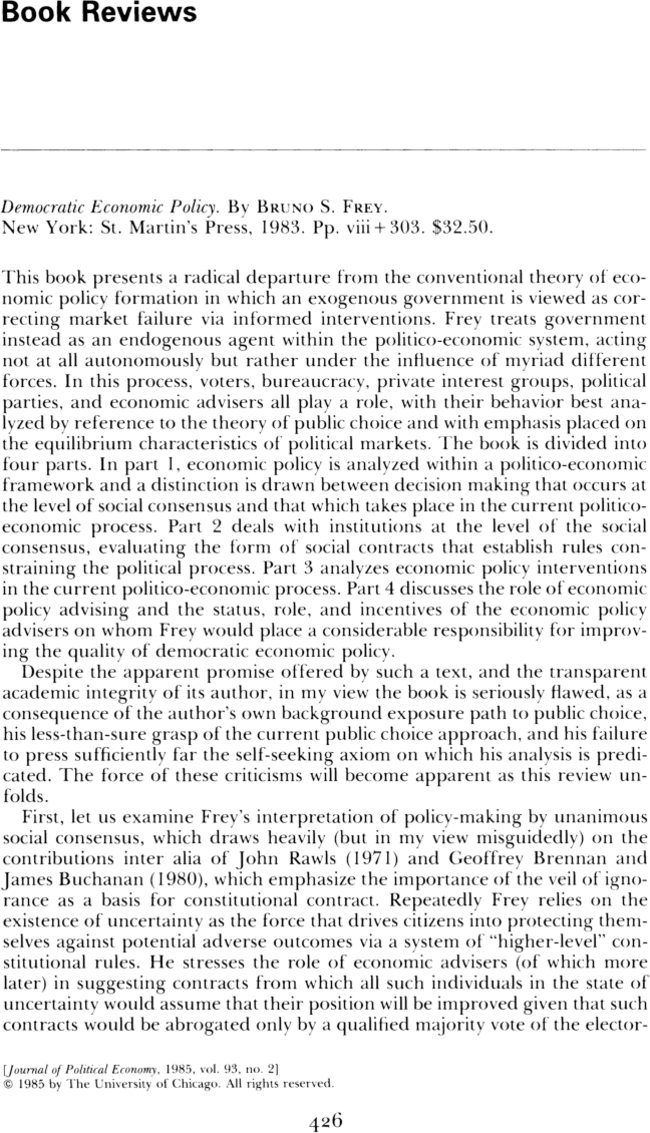 Book Reviews
Democratic Economic Policy. By BRUNO S. FREY.
New York: St. Martin's Press, 1983. Pp. viii + 303. $32.50.
This book presents a radical departure from the conventional theory of eco-
nomic policy formation in which an exogenous government is viewed as cor-
recting market failure via informed interventions. Frey treats government
instead as an endogenous agent within the politico-economic system, acting
not at all autonomously but rather under the influence of myriad different
forces. In this process, voters, bureaucracy, private interest groups, political
parties, and economic advisers all play a role, with their behavior best ana-
lyzed by reference to the theory of public choice and with emphasis placed on
the equilibrium characteristics of political markets. The book is divided into
four parts. In part 1, economic policy is analyzed within a politico-economic
framework and a distinction is drawn between decision making that occurs at
the level of social consensus and that which takes place in the current politico-
economic process. Part 2 deals with institutions at the level of the social
consensus, evaluating the form of social contracts that establish rules con-
straining the political process. Part 3 analyzes economic policy interventions
in the current politico-economic process. Part 4 discusses the role of economic
policy advising and the status, role, and incentives of the economic policy
advisers on whom Frey would place a considerable responsibility for improv-
ing the quality of democratic economic policy.
Despite the apparent promise offered by such a text, and the transparent
academic integrity of its author, in my view the book is seriously flawed, as a
consequence of the author's own background exposure path to public choice,
his less-than-sure grasp of the current public choice approach, and his failure
to press sufficiently far the self-seeking axiom on which his analysis is predi-
cated. The force of these criticisms will become apparent as this review un-
folds.
First, let us examine Frey's interpretation of policy-making by unanimous
social consensus, which draws heavily (but in my view misguidedly) on the
contributions inter alia of John Rawls (1971) and Geoffrey Brennan and
James Buchanan (1980), which emphasize the importance of the veil of igno-
rance as a basis for constitutional contract. Repeatedly Frey relies on the
existence of uncertainty as the force that drives citizens into protecting them-
selves against potential adverse outcomes via a system of “higher-level” con-
stitutional rules. He stresses the role of economic advisers (of which more
later) in suggesting contracts from which all such individuals in the state of
uncertainty would assume that their position will be improved given that such
contracts would be abrogated only by a qualified majority vote of the elector-
[Journal of Political Economy, 1985, vol. 93, no. 2]
© 1985 by The University of Chicago. All rights reserved.
426